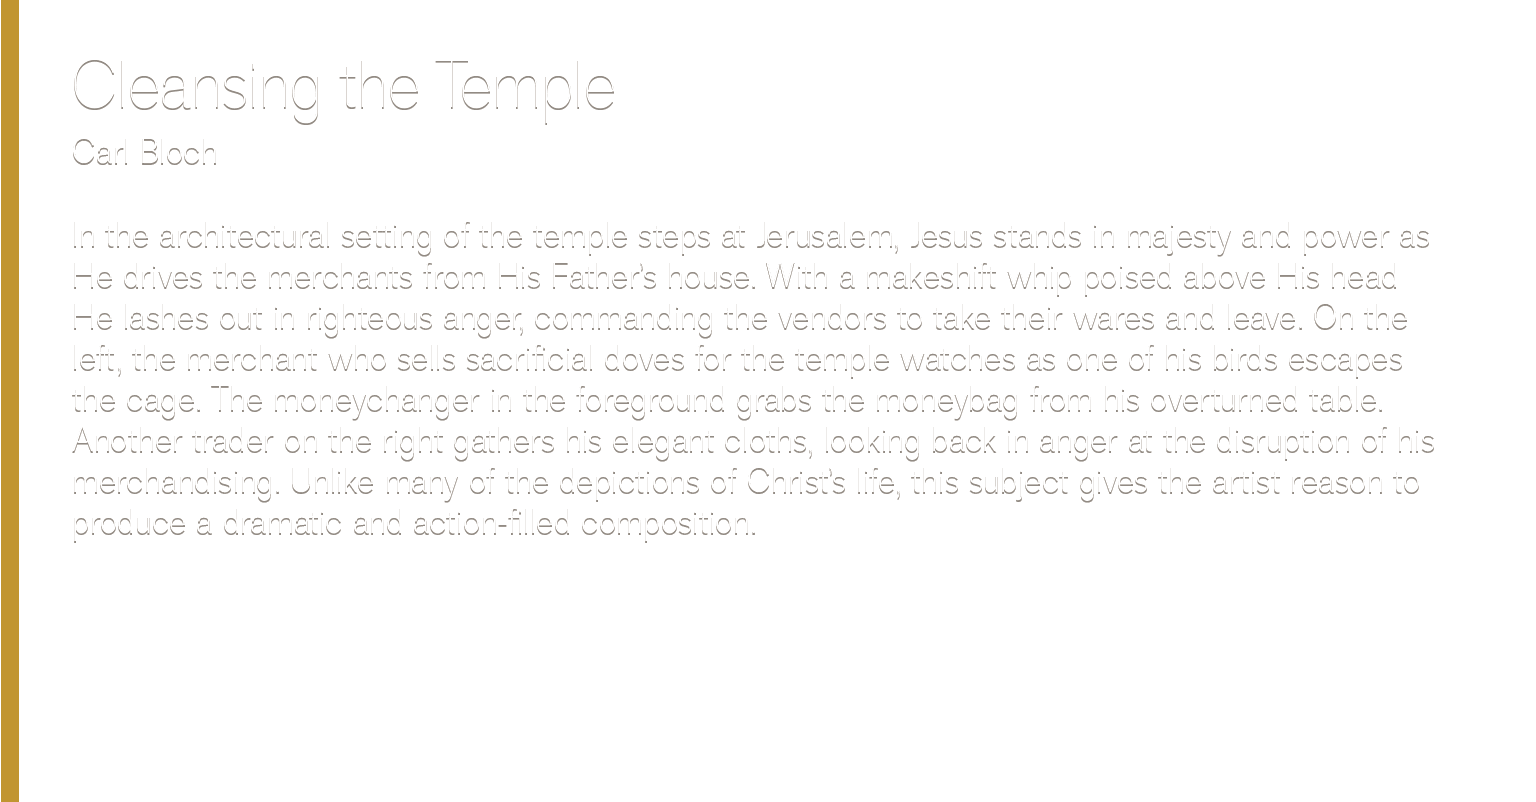 Cleansing the Temple
Carl Bloch
In the architectural setting of the temple steps at Jerusalem, Jesus stands in majesty and power as
He drives the merchants from His Father’s house. With a makeshift whip poised above His head
He lashes out in righteous anger, commanding the vendors to take their wares and leave. On the
left, the merchant who sells sacrificial doves for the temple watches as one of his birds escapes
the cage. The moneychanger in the foreground grabs the moneybag from his overturned table.
Another trader on the right gathers his elegant cloths, looking back in anger at the disruption of his
merchandising. Unlike many of the depictions of Christ’s life, this subject gives the artist reason to
produce a dramatic and action-filled composition.